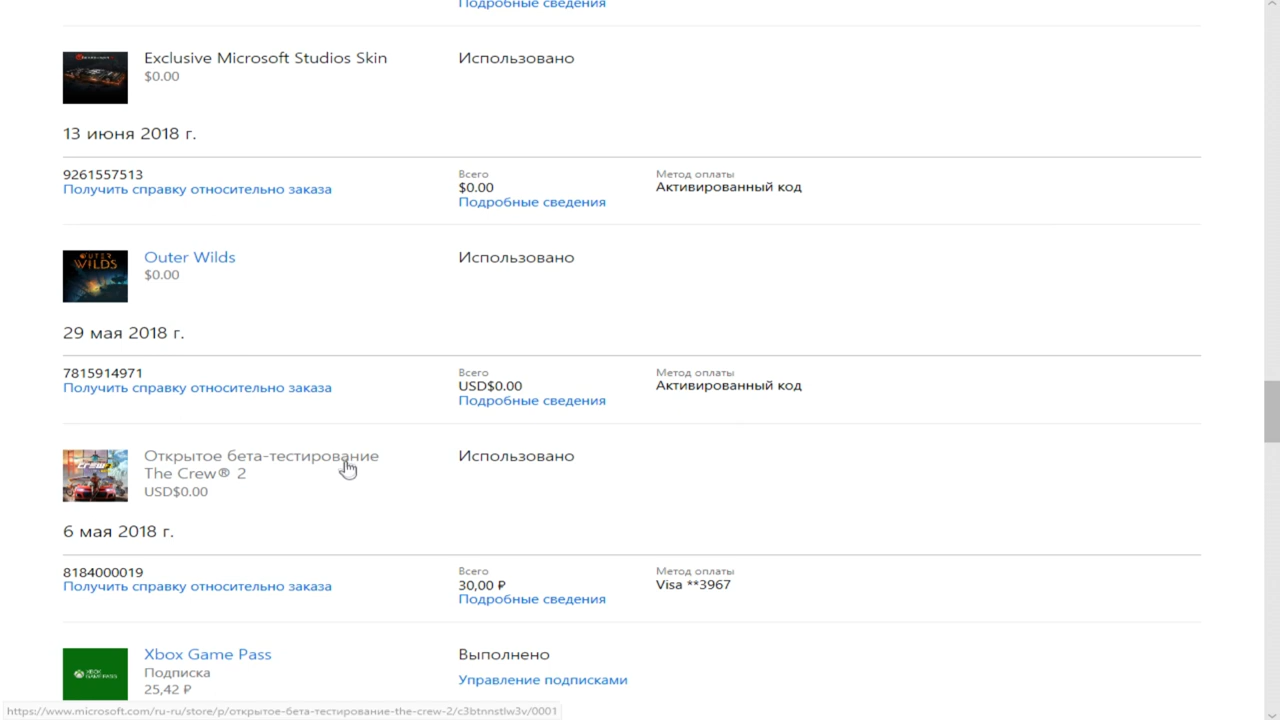 Подробные сведения
Exclusive Microsoft Studios Skin
Использовано
$0.00
13 июня 2018 г.
9261557513
Получить справку относительно заказа
Всего
$0.00
Подробные сведения
Метод оплаты
Активированный код
OUTER
WILDS
Outer Wilds
Использовано
$0.00
29 мая 2018 г.
7815914971
Получить справку относительно заказа
Всего
USD$0.00
Подробные сведения
Метод оплаты
Активированный код
Открытое бета-тестирование
The Crew® 2
Использовано
USD$0.00
6 мая 2018 г.
8184000019
Получить справку относительно заказа
Всего
30,00 ₽
Подробные сведения
Метод оплаты
Visa **3967
XBOX
GAME PASS
Xbox Game Pass
Выполнено
Подписка
Управление подписками
25,42 ₽
https://www.microsoft.com/ru-ru/store/p/открытое-бета-тестирование-the-crew-2/c3btnnstlw3v/0001